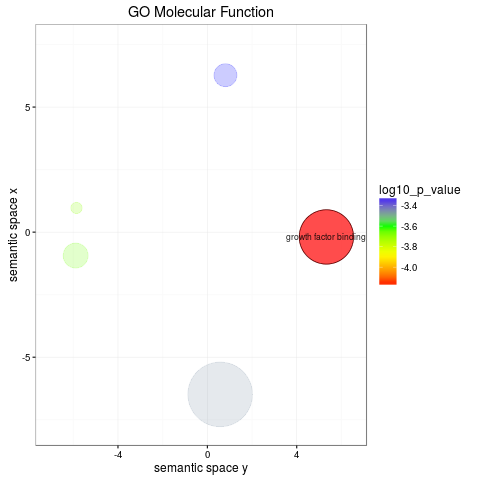 GO Molecular Function
semantic space x
5
0
-5
growth factor binding
-4
0
4
semantic space y
log10_p_value
-3.4
-3.6
-3.8
-4.0